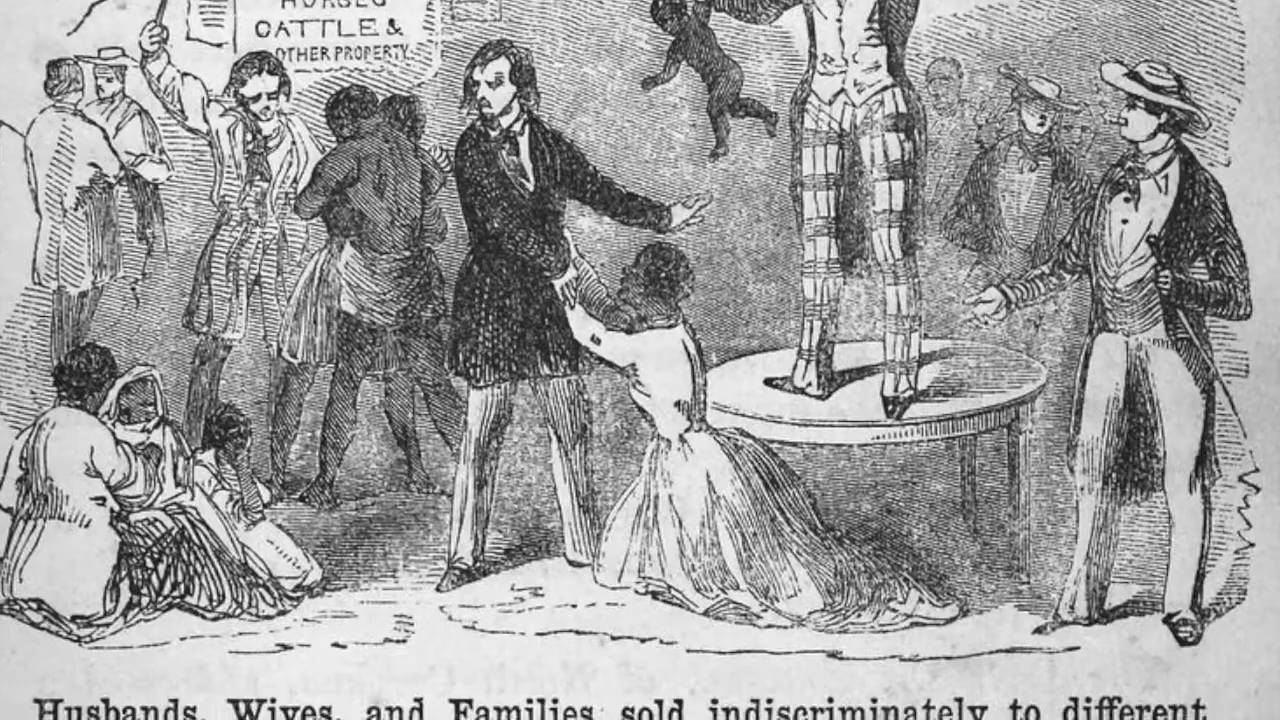 HORSES
CATTLE &
OTHER PROPERTY.
Husbands, Wives, and Families sold indiscriminately to different